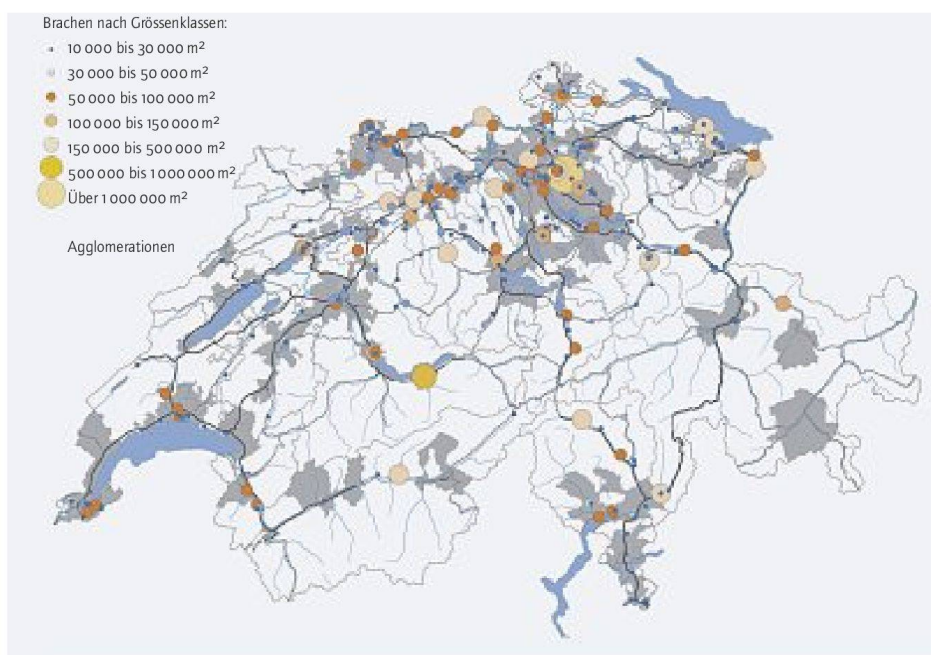 Brachen nach Grössenklassen:
10 000 bis 30 000 m²
30 000 bis 50 000 m²
50 000 bis 100 000 m²
100 000 bis 150 000 m²
150 000 bis 500 000 m²
500 000 bis 1 000 000 m²
Über 1 000 000 m²
Agglomerationen